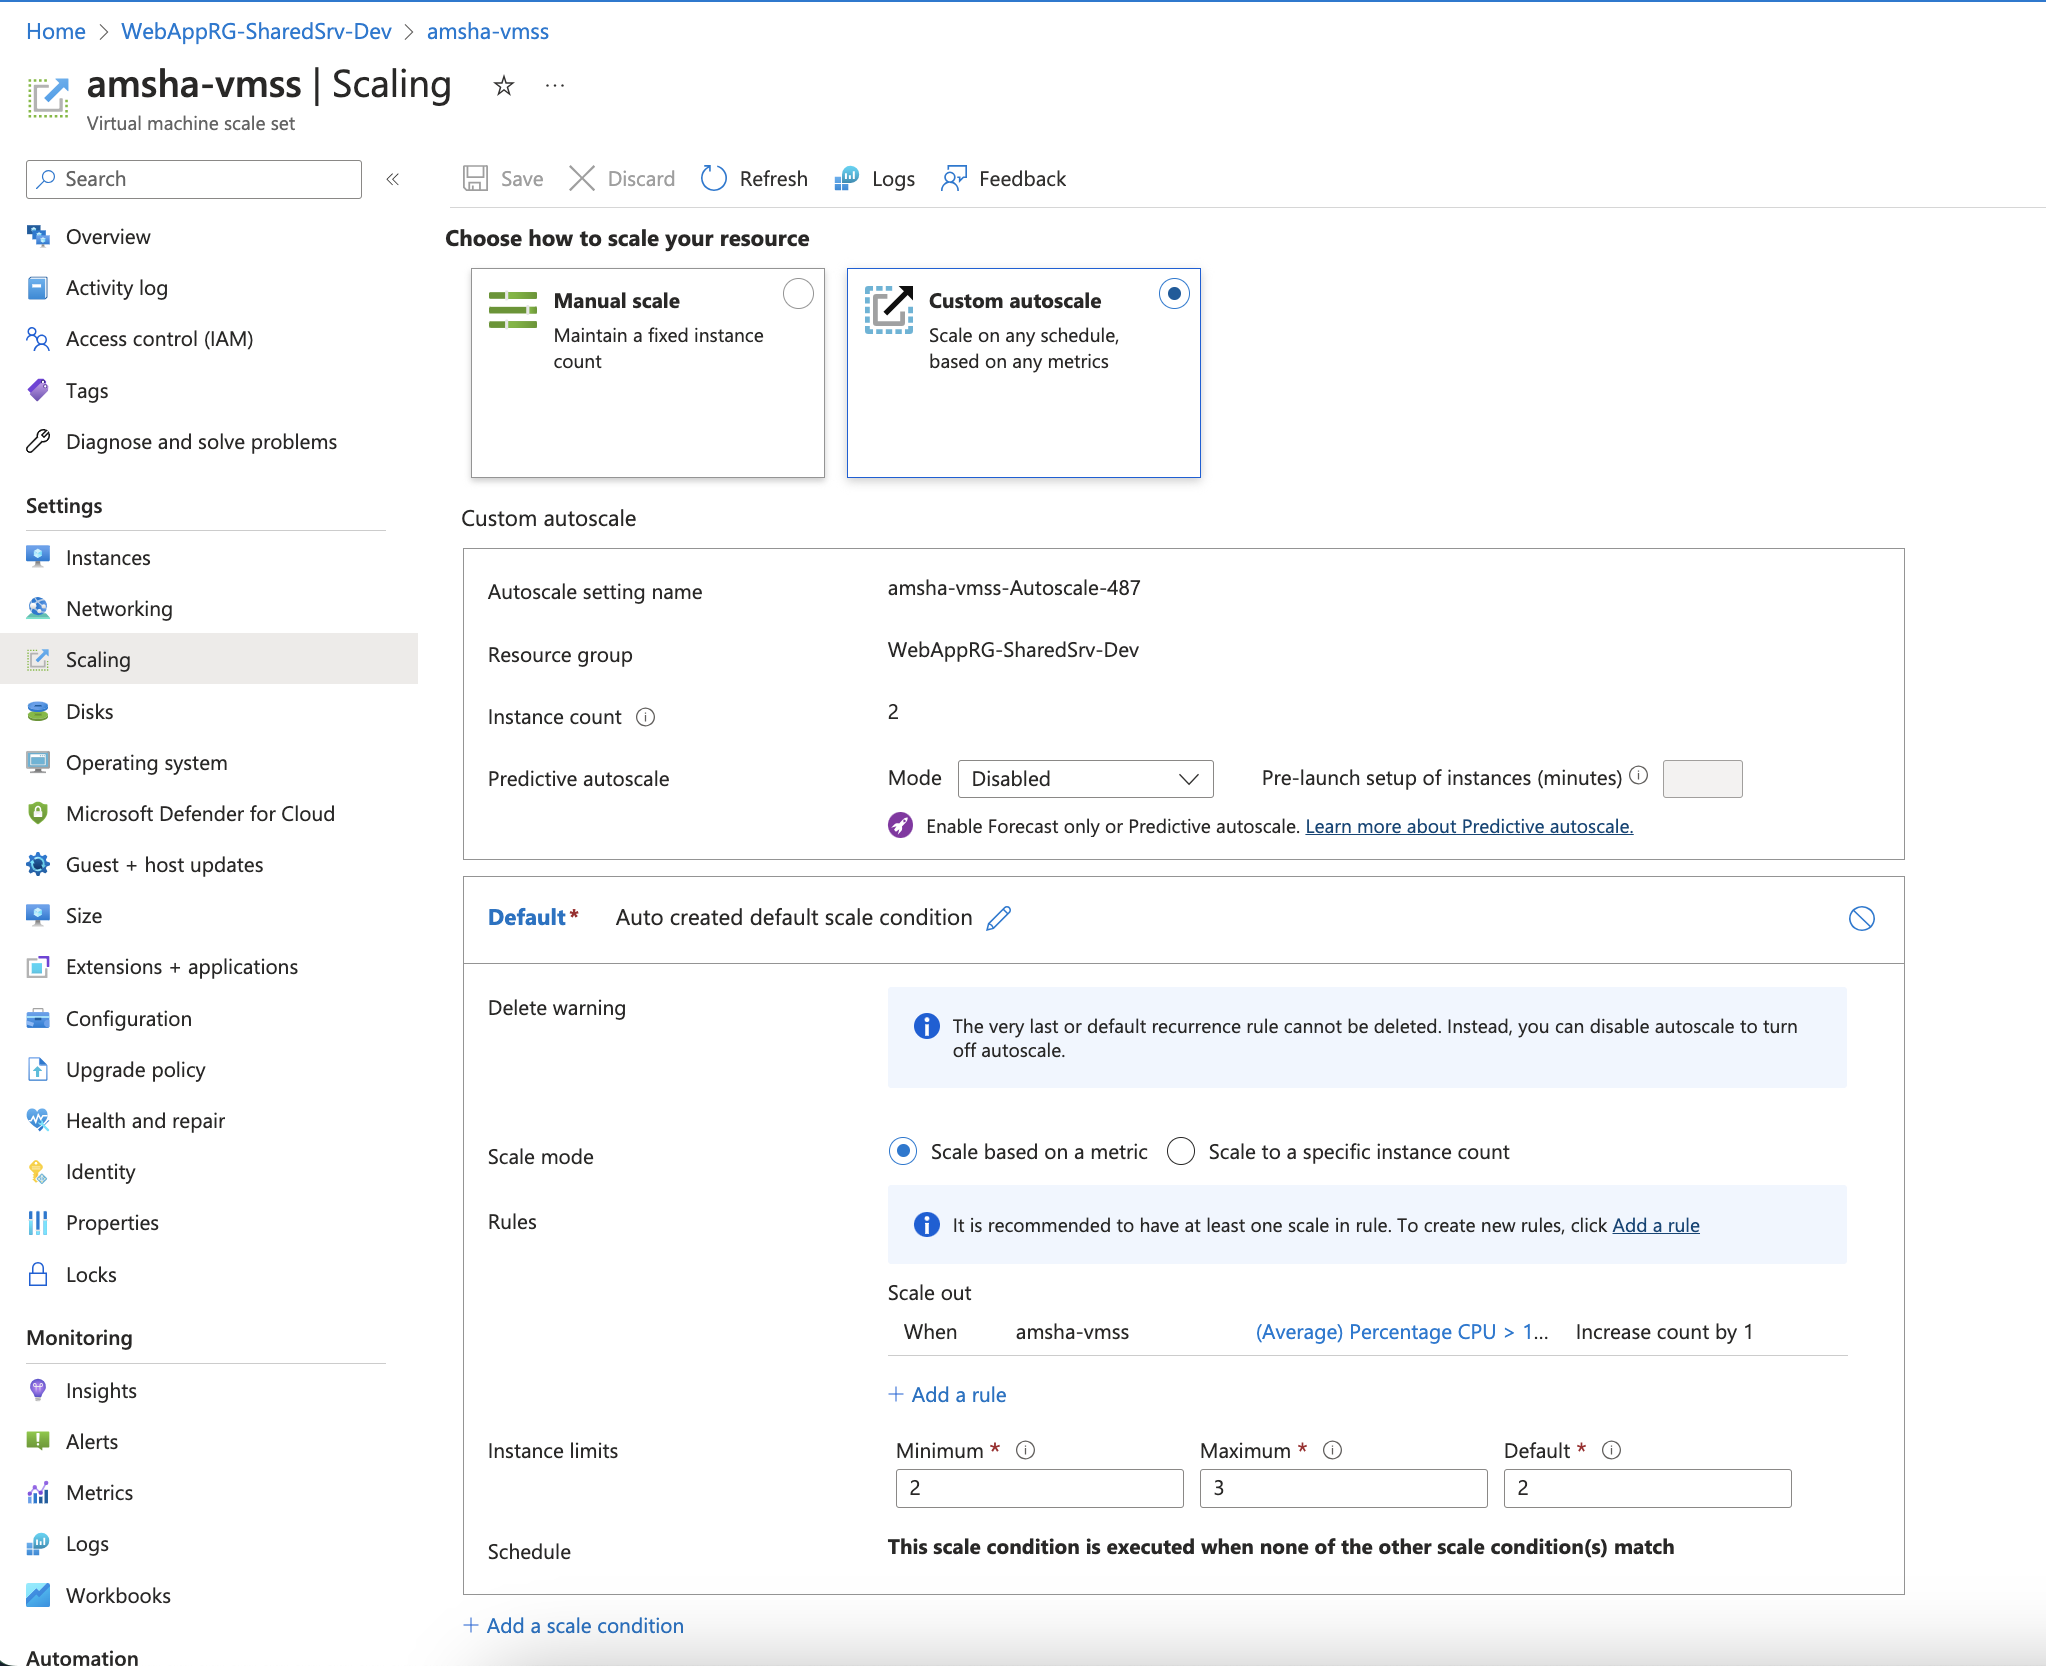 Home > WebAppRG-SharedSrv-Dev > amsha-vmss
amsha-vmss | Scaling
Virtual machine scale set
Search
Overview
Activity log
Access control (IAM)
Tags
Diagnose and solve problems
Settings
Instances
Networking
Scaling
Disks
Operating system
Microsoft Defender for Cloud
Guest + host updates
Size
Extensions + applications
Configuration
Upgrade policy
Health and repair
Identity
Properties
Locks
Monitoring
Insights
Alerts
Metrics
Logs
Workbooks
Automation
Save Discard Refresh Logs Feedback
Choose how to scale your resource
Manual scale
Maintain a fixed instance
count
Custom autoscale
Scale on any schedule,
based on any metrics
Custom autoscale
Autoscale setting name amsha-vmss-Autoscale-487
Resource group WebAppRG-SharedSrv-Dev
Instance count 2
Predictive autoscale Mode Disabled Pre-launch setup of instances (minutes)
Enable Forecast only or Predictive autoscale. Learn more about Predictive autoscale.
Default* Auto created default scale condition
Delete warning
The very last or default recurrence rule cannot be deleted. Instead, you can disable autoscale to turn
off autoscale.
Scale mode Scale based on a metric Scale to a specific instance count
Rules It is recommended to have at least one scale in rule. To create new rules, click Add a rule
Scale out
When amsha-vmss (Average) Percentage CPU > 1... Increase count by 1
+ Add a rule
Instance limits Minimum * Maximum * Default *
2 3 2
Schedule This scale condition is executed when none of the other scale condition(s) match
+ Add a scale condition